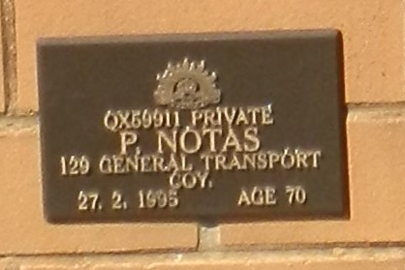 QX59911 PRIVATE
P. NOTAS
129 GENERAL TRANSPORT
COY.
27. 2. 1995 AGE 70